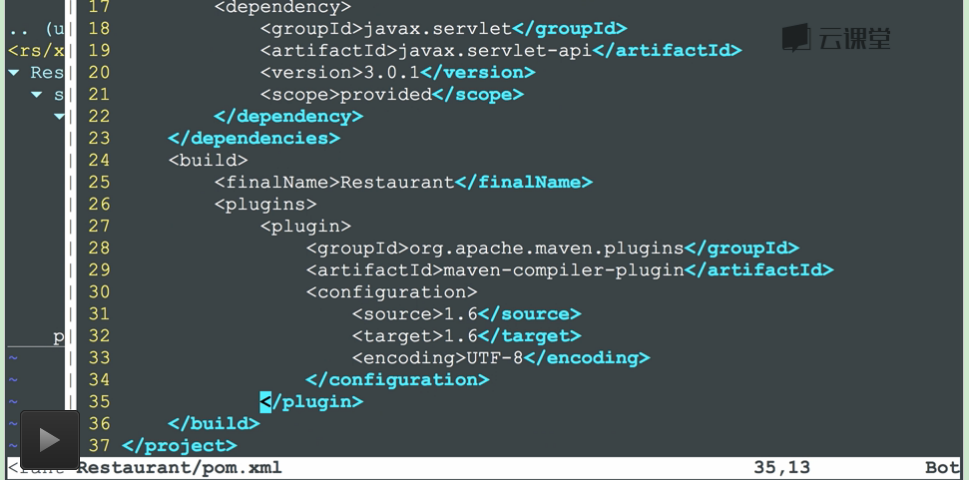 17 <dependency>
.. (u 18 <groupId>javax.servlet</groupId>
<rs/x 19 <artifactId>javax.servlet-api</artifactId>
▼ Res 20 <version>3.0.1</version>
▼ s 21 <scope>provided</scope>
▼ 22 </dependency>
23 </dependencies>
24 <build>
25 <finalName>Restaurant</finalName>
26 <plugins>
27 <plugin>
28 <groupId>org.apache.maven.plugins</groupId>
29 <artifactId>maven-compiler-plugin</artifactId>
30 <configuration>
31 <source>1.6</source>
p 32 <target>1.6</target>
~ 33 <encoding>UTF-8</encoding>
~ 34 </configuration>
~ 35 </plugin>
~ 36 </build>
~ 37 </project>
Restaurant/pom.xml 35,13 Bot
云课堂